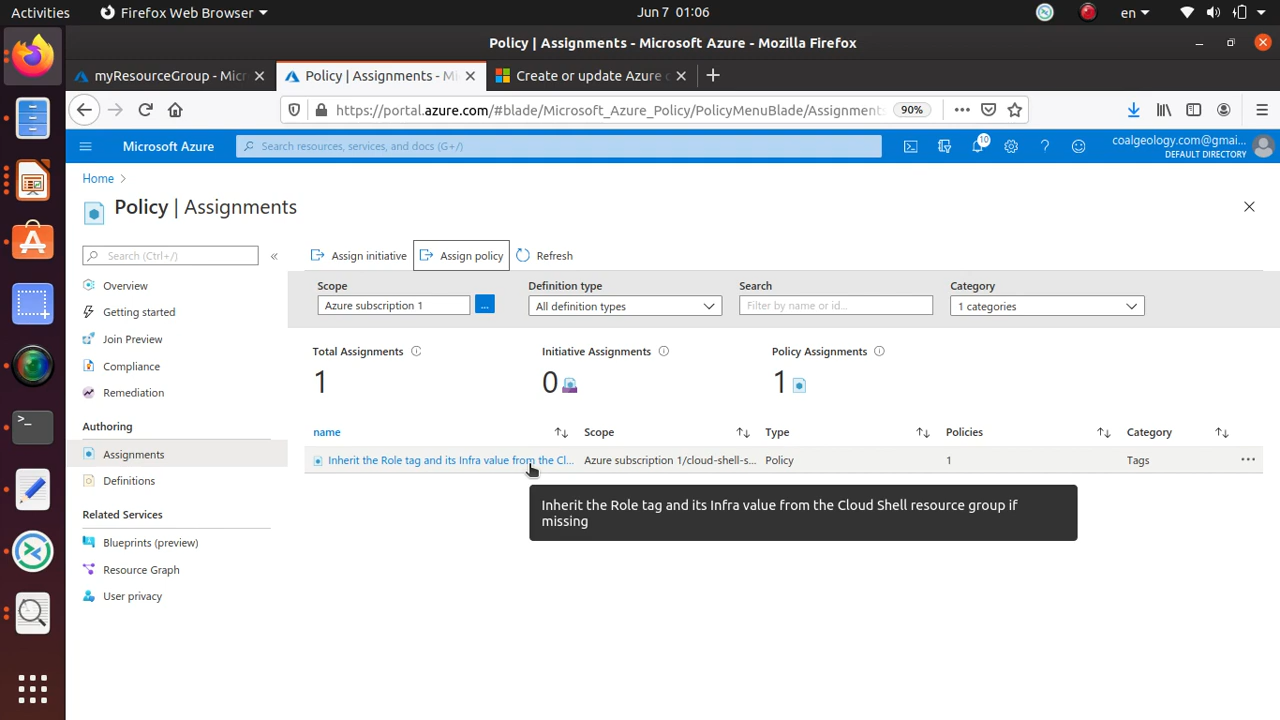 Activities
Firefox Web Browser
Jun 7 01:06
en
Policy | Assignments - Microsoft Azure - Mozilla Firefox
myResourceGroup - Micr
Policy | Assignments - Mi
Create or update Azure c
https://portal.azure.com/#blade/Microsoft_Azure_Policy/PolicyMenuBlade/Assignments
90%
Microsoft Azure
Search resources, services, and docs (G+/)
10
coalgeology.com@gmai...
DEFAULT DIRECTORY
Home
Policy | Assignments
Search (Ctrl+/)
Overview
Getting started
Join Preview
Compliance
Remediation
Authoring
Assignments
Definitions
Related Services
Blueprints (preview)
Resource Graph
User privacy
Assign initiative
Assign policy
Refresh
Scope
Azure subscription 1
...
Definition type
All definition types
Search
Filter by name or id...
Category
1 categories
Total Assignments
1
Initiative Assignments
0
Policy Assignments
1
name
Scope
Type
Policies
Category
Inherit the Role tag and its Infra value from the Cl...
Azure subscription 1/cloud-shell-s...
Policy
1
Tags
Inherit the Role tag and its Infra value from the Cloud Shell resource group if
missing